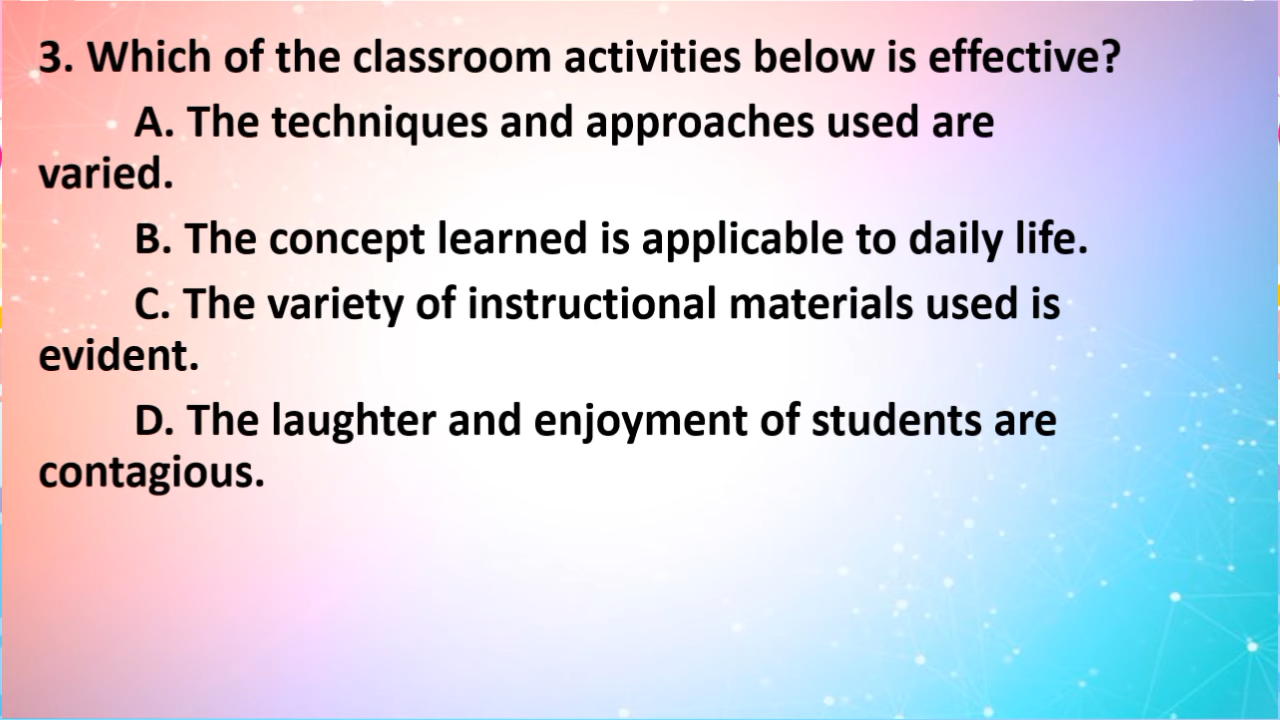 3. Which of the classroom activities below is effective?
A. The techniques and approaches used are
varied.
B. The concept learned is applicable to daily life.
C. The variety of instructional materials used is
evident.
D. The laughter and enjoyment of students are
contagious.